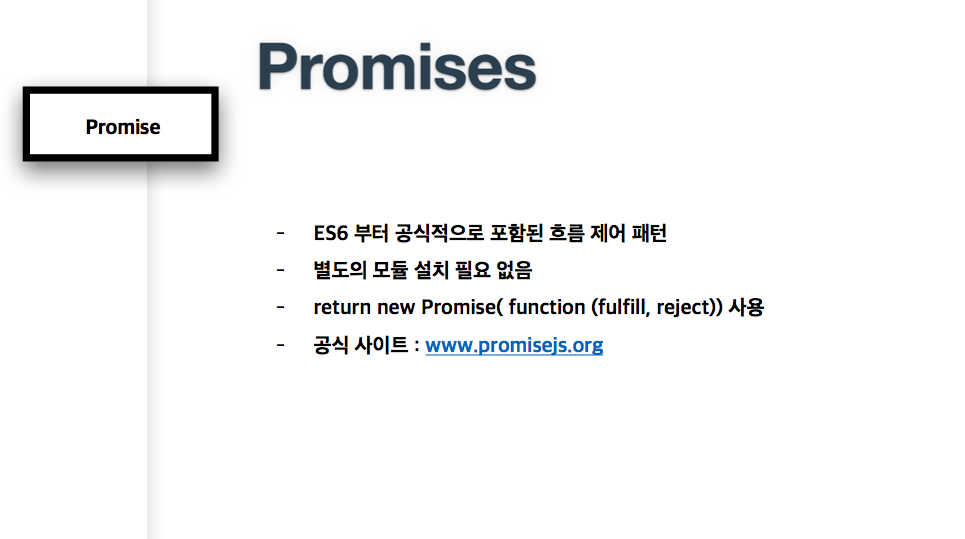 Promises
Promise
- ES6 부터 공식적으로 포함된 흐름 제어 패턴
- 별도의 모듈 설치 필요 없음
- return new Promise( function (fulfill, reject)) 사용
- 공식 사이트 : www.promisejs.org